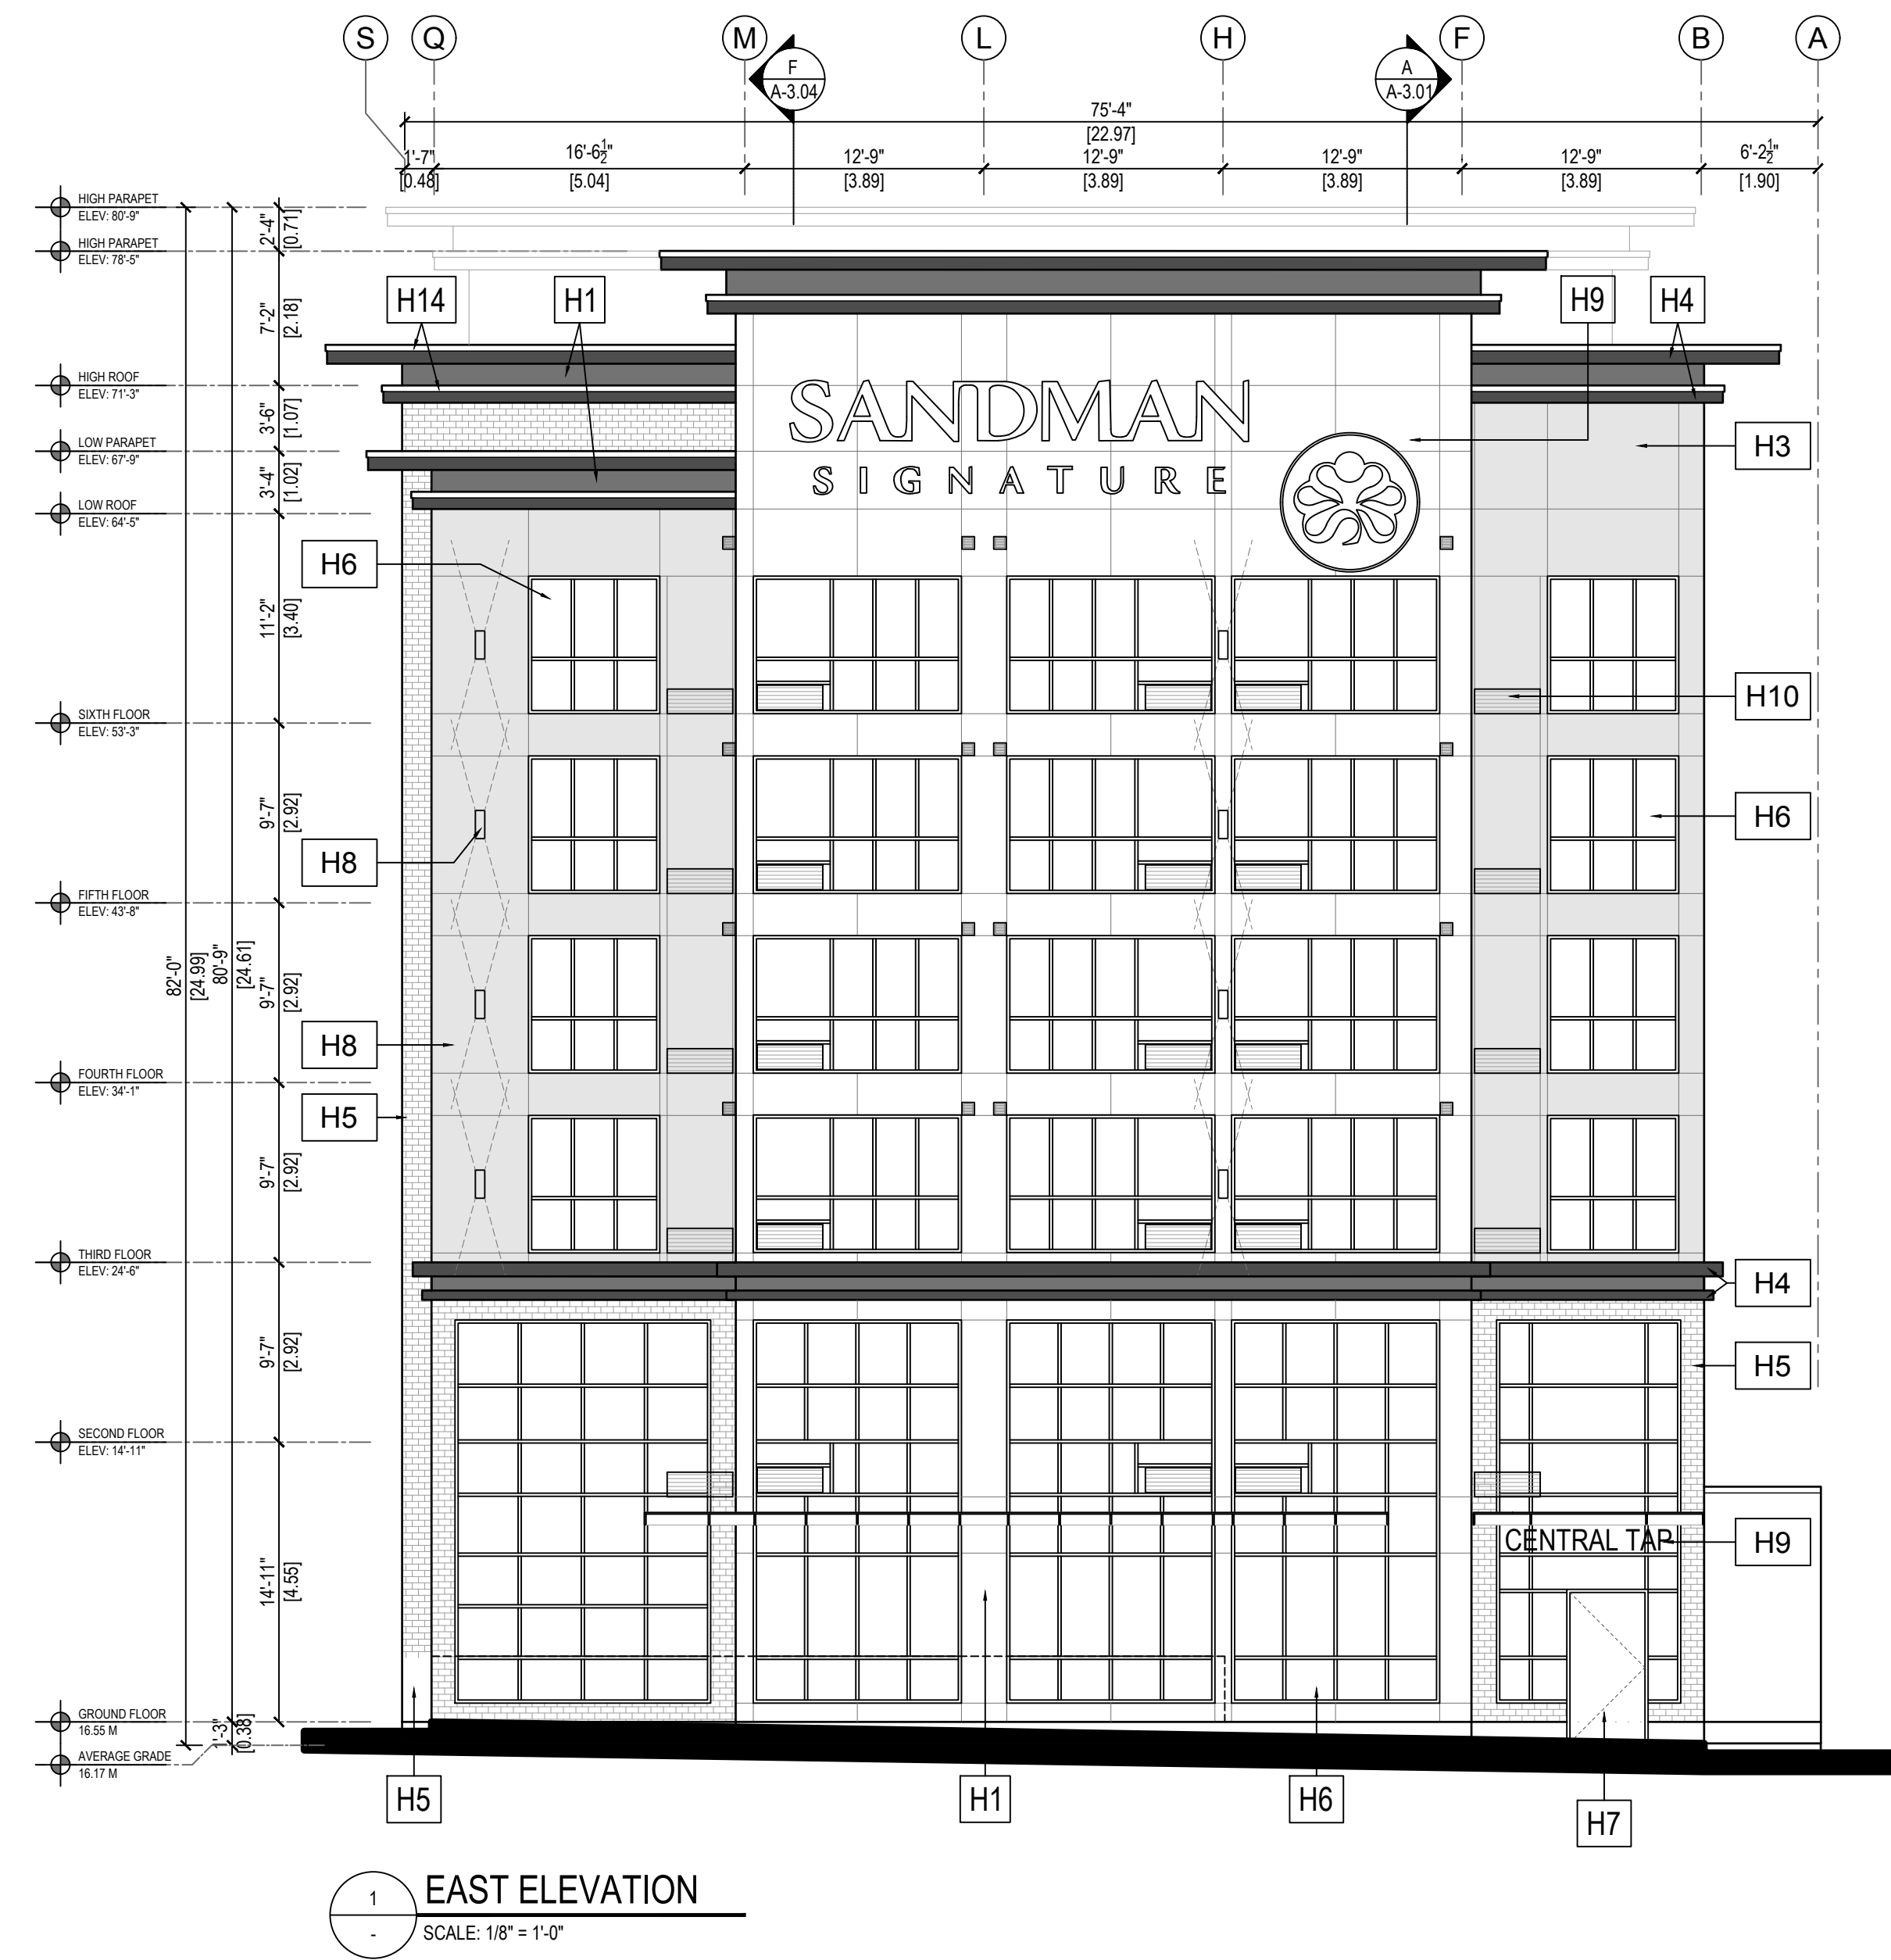 S Q M L H F B A
F
A-3.04
A
A-3.01
75'-4"
[22.97]
1'-7" 16'-6½" 12'-9" 12'-9" 12'-9" 12'-9" 6'-2½"
[0.48] [5.04] [3.89] [3.89] [3.89] [3.89] [1.90]
HIGH PARAPET
ELEV: 80'-9"
2'-4"
[0.71]
HIGH PARAPET
ELEV: 78'-5"
7'-2"
[2.18]
H14 H1 H9 H4
HIGH ROOF
ELEV: 71'-3"
3'-6"
[1.07]
SANDMAN
SIGNATURE
H3
LOW PARAPET
ELEV: 67'-9"
3'-4"
[1.02]
LOW ROOF
ELEV: 64'-5"
H6
11'-2"
[3.40]
H10
SIXTH FLOOR
ELEV: 53'-3"
9'-7"
[2.92]
H6
H8
FIFTH FLOOR
ELEV: 43'-8"
82'-0"
[24.99]
80'-9"
[24.61]
9'-7"
[2.92]
H8
FOURTH FLOOR
ELEV: 34'-1"
H5
9'-7"
[2.92]
THIRD FLOOR
ELEV: 24'-6"
H4
9'-7"
[2.92]
H5
SECOND FLOOR
ELEV: 14'-11"
CENTRAL TAP
H9
14'-11"
[4.55]
GROUND FLOOR
16.55 M
1'-3"
[0.38]
AVERAGE GRADE
16.17 M
H5 H1 H6 H7
1
-
EAST ELEVATION
SCALE: 1/8" = 1'-0"